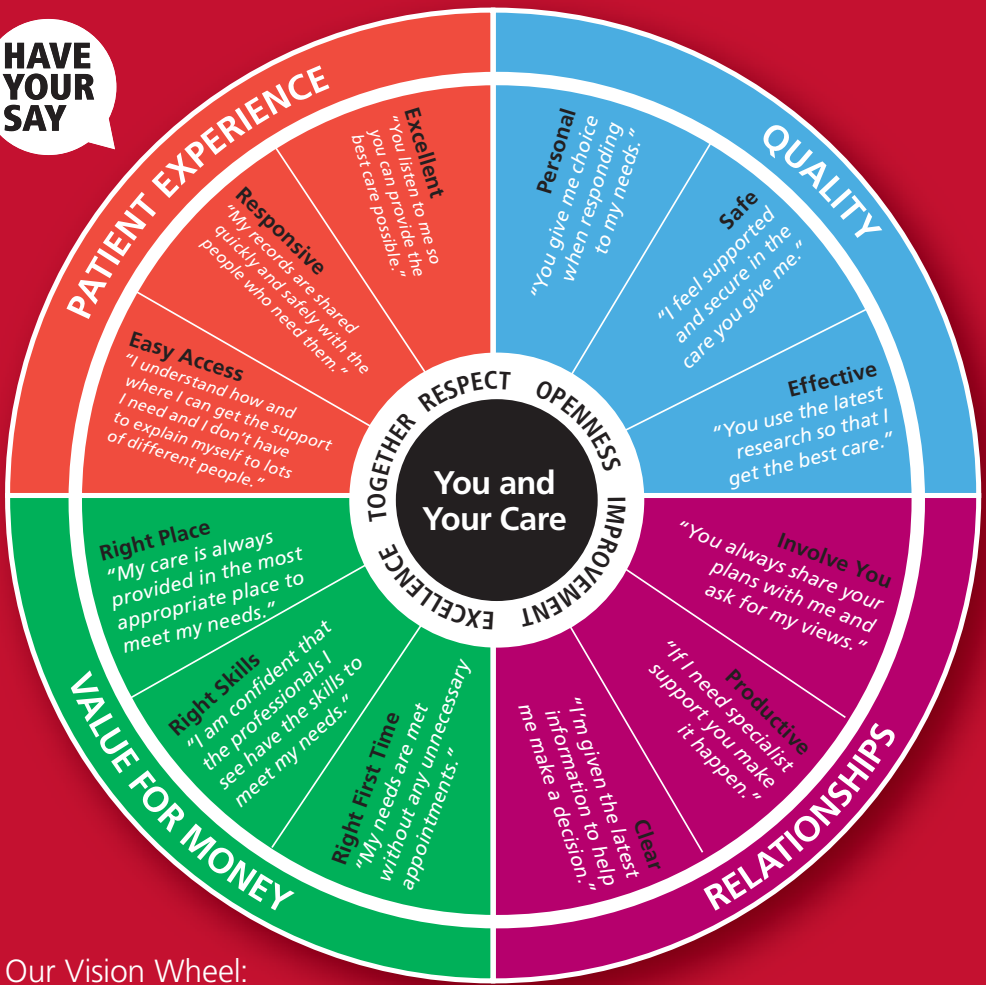 HAVE
YOUR
SAY
PATIENT EXPERIENCE
Excellent
"You listen to me so
you can provide the
best care possible."
Responsive
"My records are shared
quickly and safely with the
people who need them."
Easy Access
"I understand how and
where I can get the support
I need and I don't have
to explain myself to lots
of different people."
QUALITY
Personal
"You give me choice
when responding
to my needs."
Safe
"I feel supported
and secure in the
care you give me."
Effective
"You use the latest
research so that I
get the best care."
RELATIONSHIPS
Involve You
"You always share your
plans with me and
ask for my views."
Productive
"If I need specialist
support you make
it happen."
Clear
"I'm given the latest
information to help
me make a decision."
VALUE FOR MONEY
Right Place
"My care is always
provided in the most
appropriate place to
meet my needs."
Right Skills
"I am confident that
the professionals I
see have the skills to
meet my needs."
Right First Time
"My needs are met
without any unnecessary
appointments."
TOGETHER
RESPECT
OPENNESS
IMPROVEMENT
EXCELLENCE
You and
Your Care
Our Vision Wheel: